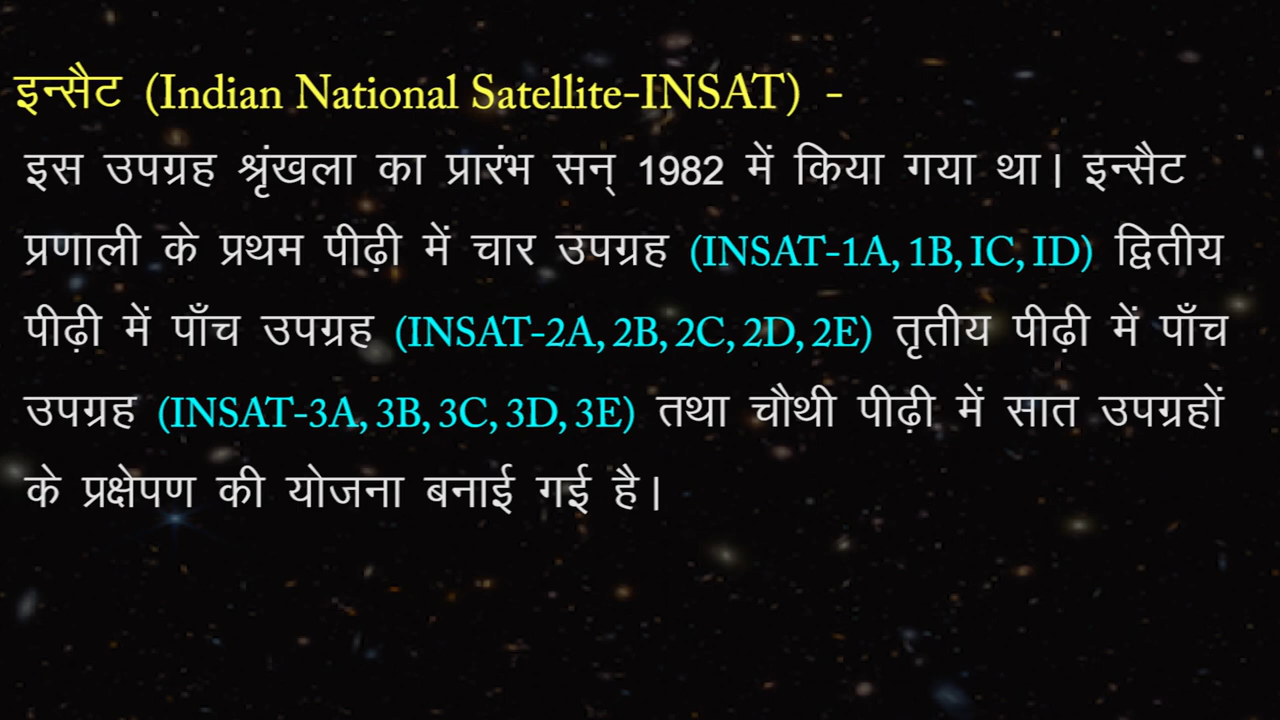 इन्सैट (Indian National Satellite-INSAT) -
इस उपग्रह श्रृंखला का प्रारंभ सन् 1982 में किया गया था। इन्सैट
प्रणाली के प्रथम पीढ़ी में चार उपग्रह (INSAT-1A, 1B, IC, ID) द्वितीय
पीढ़ी में पाँच उपग्रह (INSAT-2A, 2B, 2C, 2D, 2E) तृतीय पीढ़ी में पाँच
उपग्रह (INSAT-3A, 3B, 3C, 3D, 3E) तथा चौथी पीढ़ी में सात उपग्रहों
के प्रक्षेपण की योजना बनाई गई है।